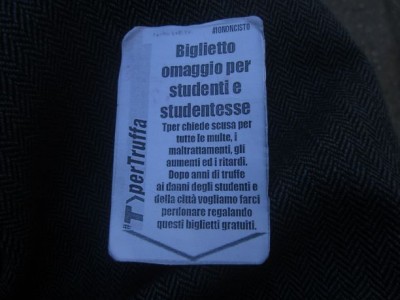 #IONONCISTO
Biglietto
omaggio per
studenti e
studentesse
Tper chiede scusa per
tutte le multe, i
maltrattamenti, gli
aumenti ed i ritardi.
Dopo anni di truffe
ai danni degli studenti e
della città vogliamo farci
perdonare regalando
questi biglietti gratuiti.
T>perTruffa